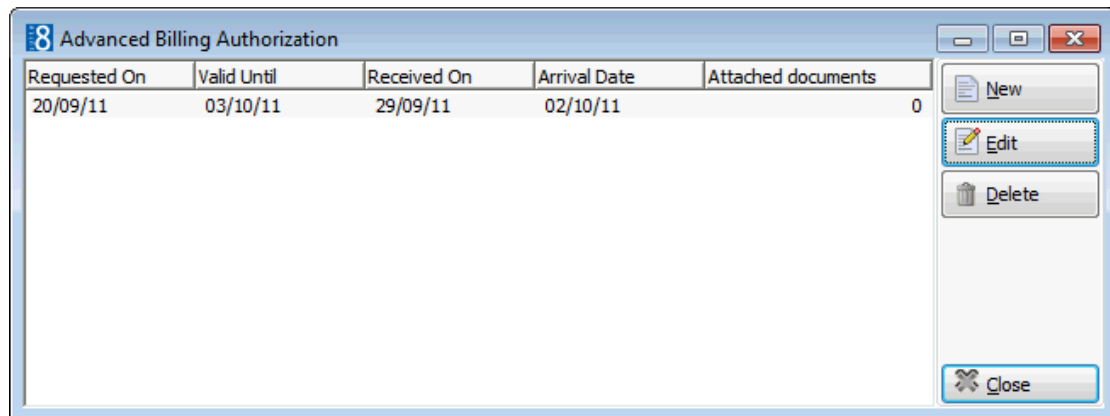 8 Advanced Billing Authorization
Requested On Valid Until Received On Arrival Date Attached documents
20/09/11 03/10/11 29/09/11 02/10/11 0
New
Edit
Delete
Close